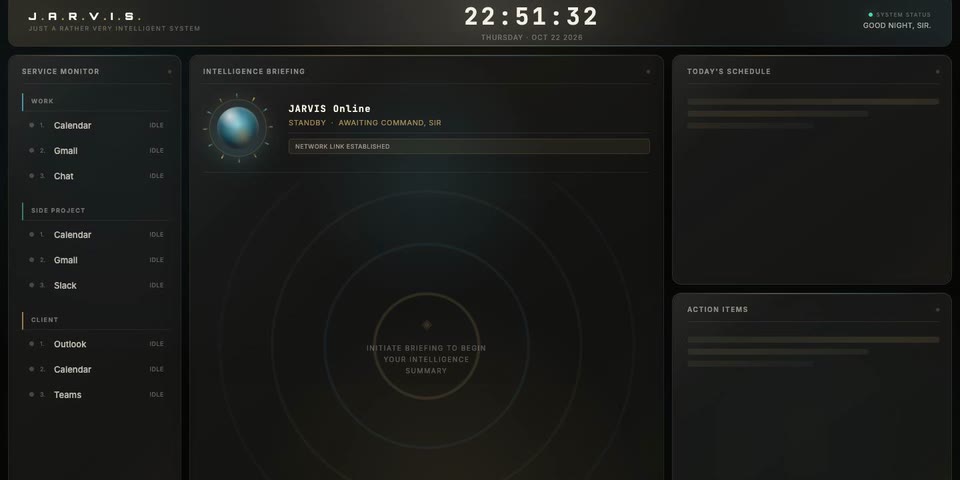 J.A.R.V.I.S.
JUST A RATHER VERY INTELLIGENT SYSTEM
22:51:32
THURSDAY · OCT 22 2026
SYSTEM STATUS
GOOD NIGHT, SIR.
SERVICE MONITOR
WORK
1. Calendar IDLE
2. Gmail IDLE
3. Chat IDLE
SIDE PROJECT
1. Calendar IDLE
2. Gmail IDLE
3. Slack IDLE
CLIENT
1. Outlook IDLE
2. Calendar IDLE
3. Teams IDLE
INTELLIGENCE BRIEFING
JARVIS Online
STANDBY · AWAITING COMMAND, SIR
NETWORK LINK ESTABLISHED
INITIATE BRIEFING TO BEGIN
YOUR INTELLIGENCE
SUMMARY
TODAY'S SCHEDULE
ACTION ITEMS